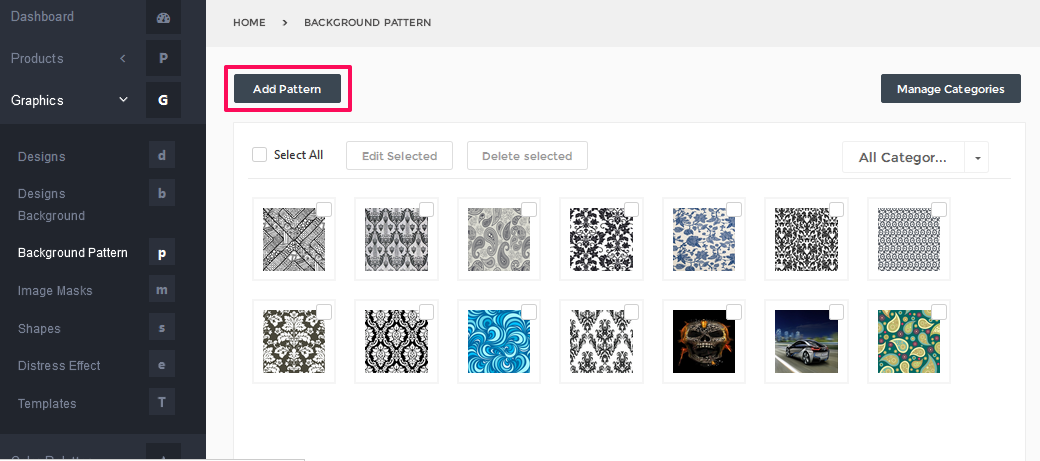 Dashboard
Products P
Graphics G
Designs d
Designs b
Background
Background Pattern p
Image Masks m
Shapes s
Distress Effect e
Templates T
HOME > BACKGROUND PATTERN
Add Pattern
Manage Categories
Select All
Edit Selected
Delete selected
All Categor...